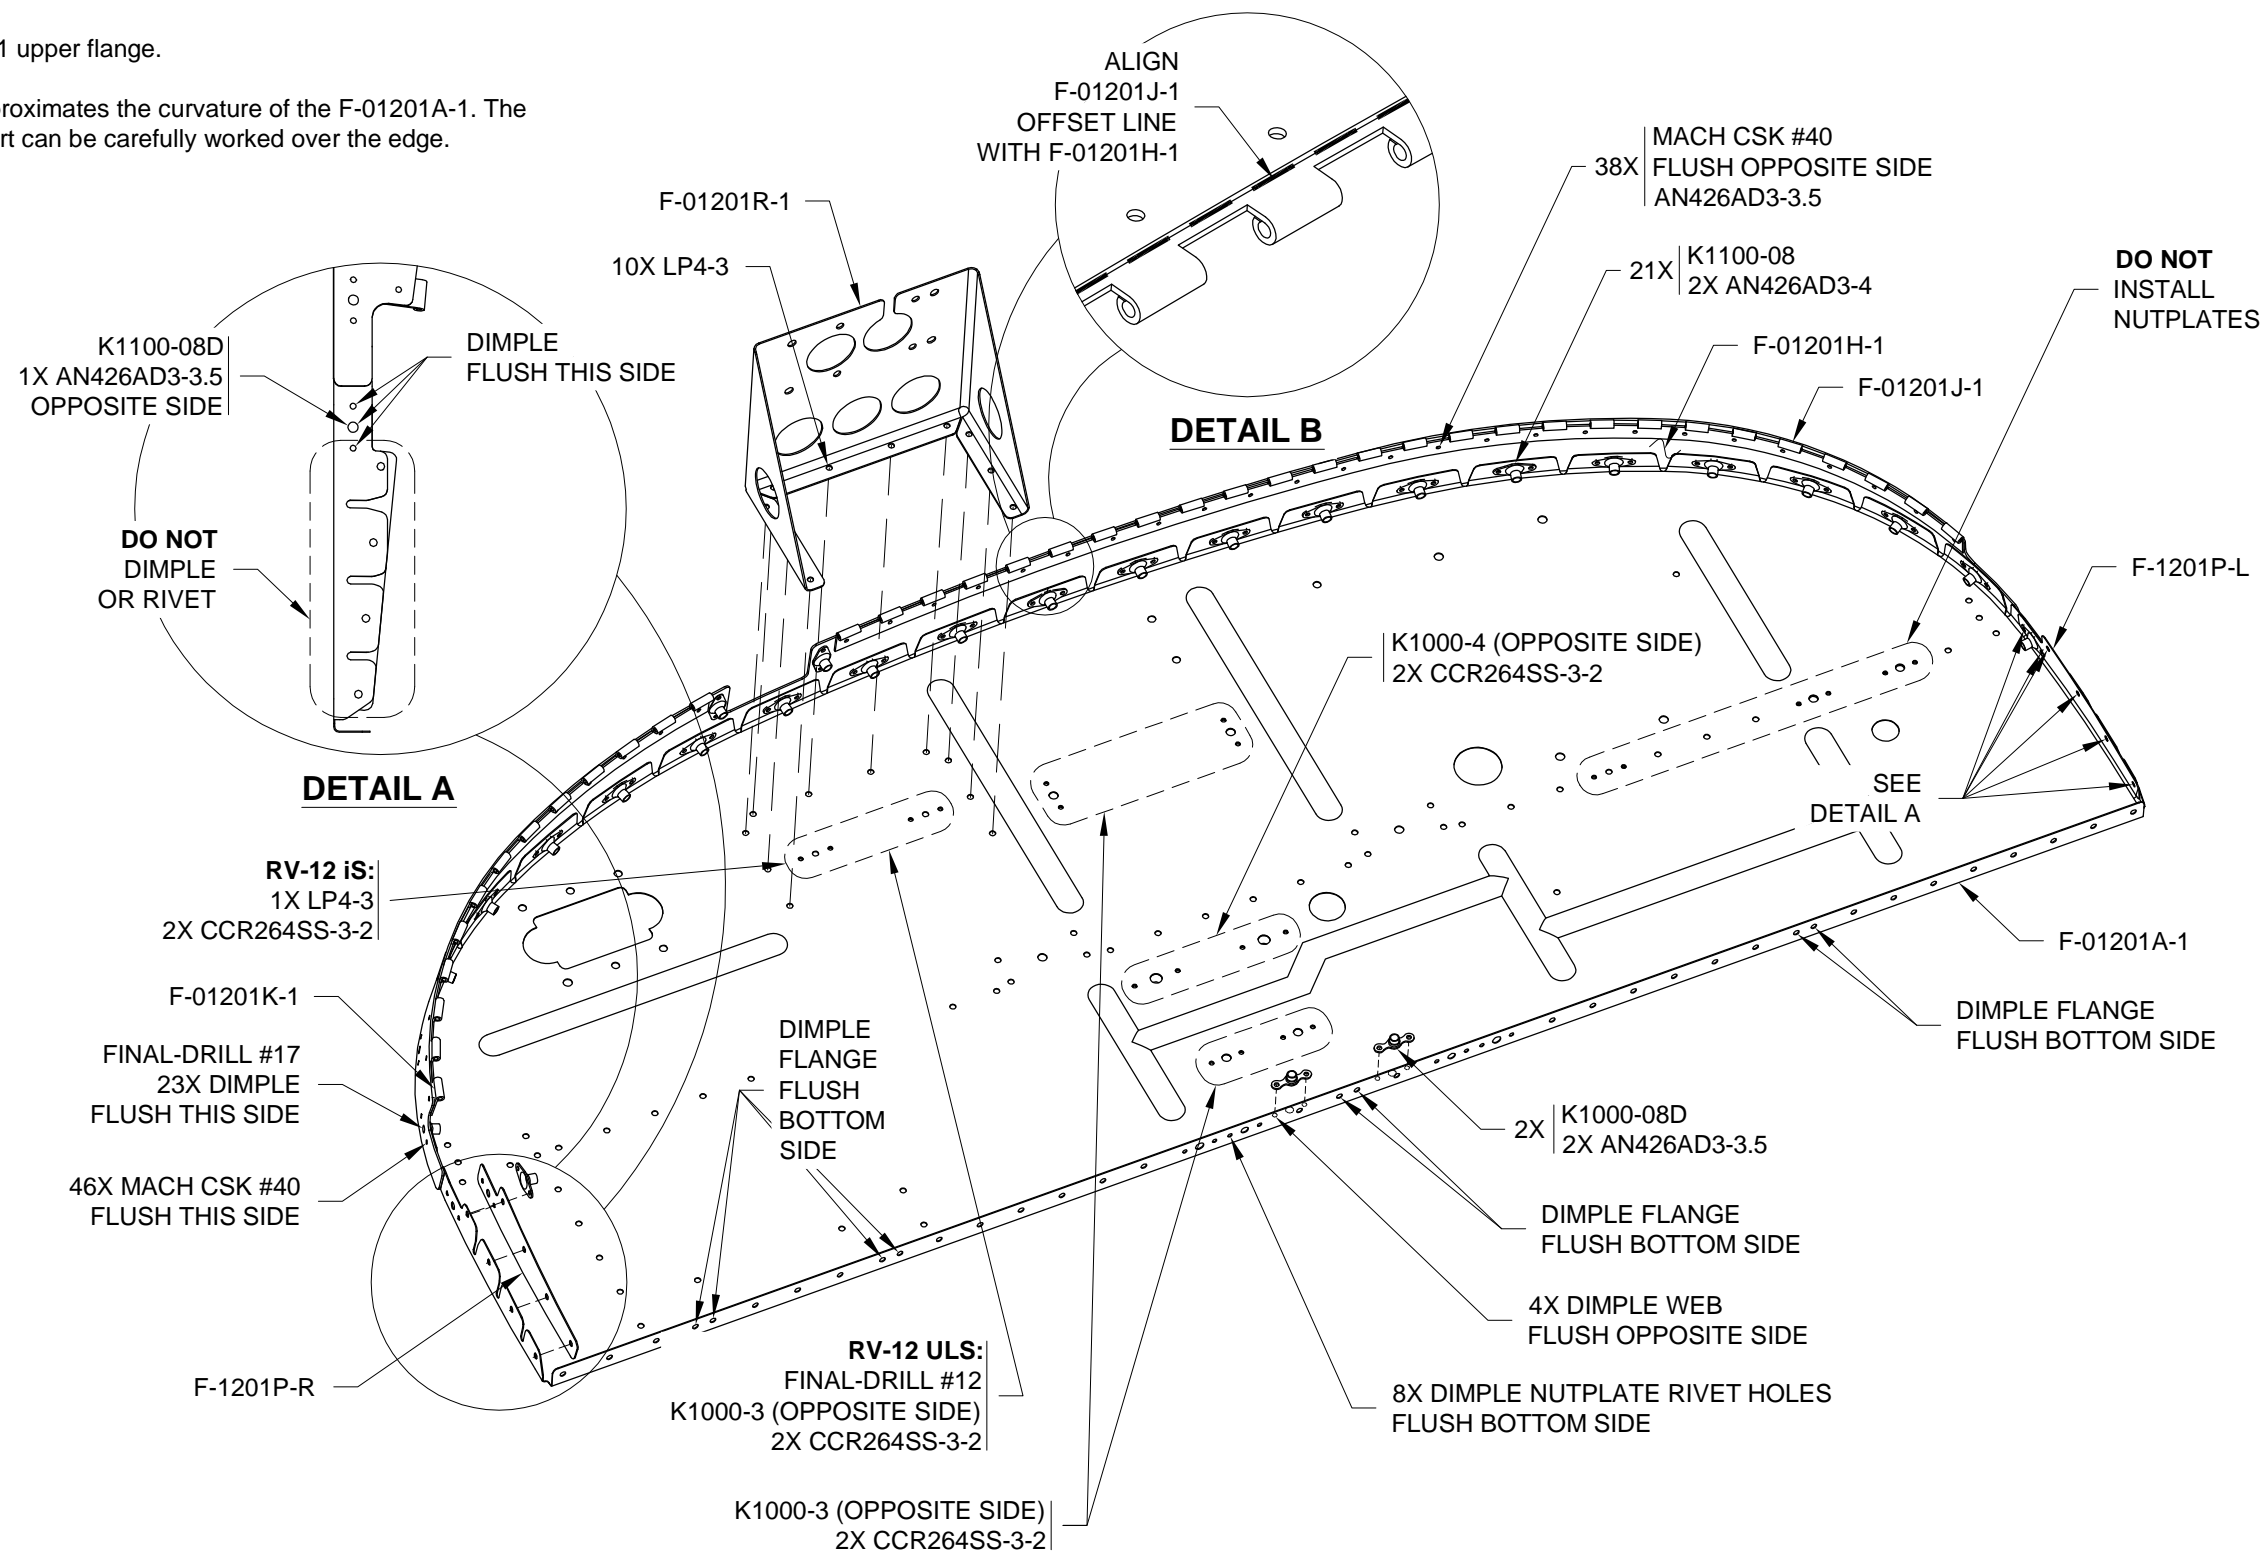 1 upper flange.
roximates the curvature of the F-01201A-1. The
rt can be carefully worked over the edge.
ALIGN
F-01201J-1
OFFSET LINE
WITH F-01201H-1
MACH CSK #40
38X FLUSH OPPOSITE SIDE
AN426AD3-3.5
F-01201R-1
10X LP4-3
K1100-08
21X
2X AN426AD3-4
DO NOT
INSTALL
NUTPLATES
K1100-08D
1X AN426AD3-3.5
OPPOSITE SIDE
DIMPLE
FLUSH THIS SIDE
F-01201H-1
F-01201J-1
DETAIL B
DO NOT
DIMPLE
OR RIVET
F-1201P-L
K1000-4 (OPPOSITE SIDE)
2X CCR264SS-3-2
DETAIL A
SEE
DETAIL A
RV-12 iS:
1X LP4-3
2X CCR264SS-3-2
F-01201A-1
F-01201K-1
DIMPLE FLANGE
FLUSH BOTTOM SIDE
FINAL-DRILL #17
23X DIMPLE
FLUSH THIS SIDE
DIMPLE
FLANGE
FLUSH
BOTTOM
SIDE
K1000-08D
2X
2X AN426AD3-3.5
46X MACH CSK #40
FLUSH THIS SIDE
DIMPLE FLANGE
FLUSH BOTTOM SIDE
4X DIMPLE WEB
FLUSH OPPOSITE SIDE
F-1201P-R
RV-12 ULS:
FINAL-DRILL #12
K1000-3 (OPPOSITE SIDE)
2X CCR264SS-3-2
8X DIMPLE NUTPLATE RIVET HOLES
FLUSH BOTTOM SIDE
K1000-3 (OPPOSITE SIDE)
2X CCR264SS-3-2